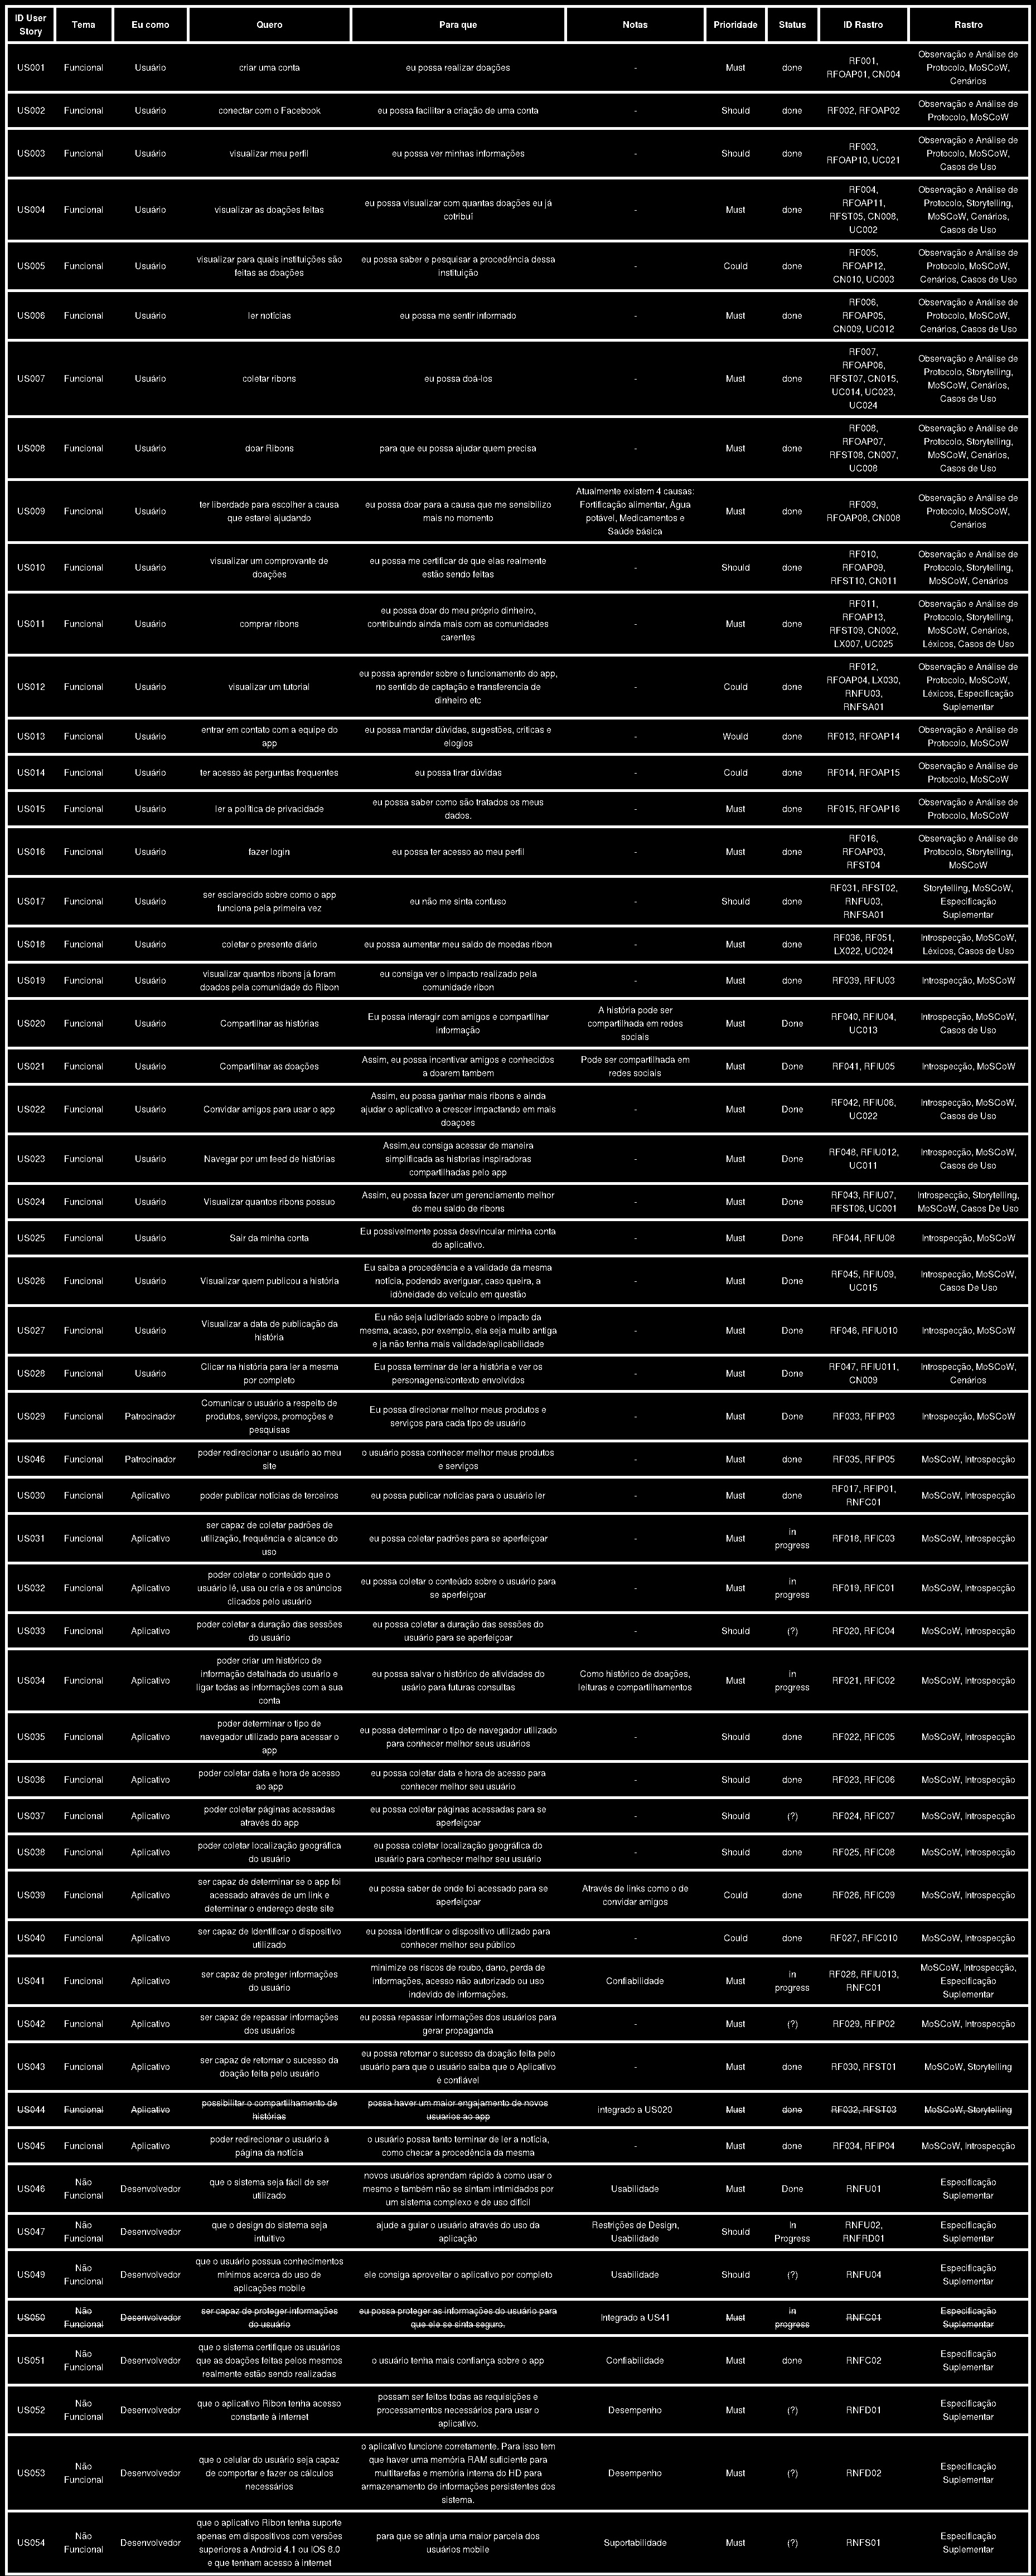 ID User Story Tema Eu como Quero Para que Notas Prioridade Status ID Rastro Rastro
US001 Funcional Usuário criar uma conta eu possa realizar doações - Must done RF001, RFOAP01, CN004 Observação e Análise de Protocolo, MoSCoW, Cenários
US002 Funcional Usuário conectar com o Facebook eu possa facilitar a criação de uma conta - Should done RF002, RFOAP02 Observação e Análise de Protocolo, MoSCoW
US003 Funcional Usuário visualizar meu perfil eu possa ver minhas informações - Should done RF003, RFOAP10, UC021 Observação e Análise de Protocolo, MoSCoW, Casos de Uso
US004 Funcional Usuário visualizar as doações feitas eu possa visualizar com quantas doações eu já cotribuí - Must done RF004, RFOAP11, RFST05, CN008, UC002 Observação e Análise de Protocolo, Storytelling, MoSCoW, Cenários, Casos de Uso
US005 Funcional Usuário visualizar para quais instituições são feitas as doações eu possa saber e pesquisar a procedência dessa instituição - Could done RF005, RFOAP12, CN010, UC003 Observação e Análise de Protocolo, MoSCoW, Cenários, Casos de Uso
US006 Funcional Usuário ler notícias eu possa me sentir informado - Must done RF006, RFOAP05, CN009, UC012 Observação e Análise de Protocolo, MoSCoW, Cenários, Casos de Uso
US007 Funcional Usuário coletar ribons eu possa doá-los - Must done RF007, RFOAP06, RFST07, CN015, UC014, UC023, UC024 Observação e Análise de Protocolo, Storytelling, MoSCoW, Cenários, Casos de Uso
US008 Funcional Usuário doar Ribons para que eu possa ajudar quem precisa - Must done RF008, RFOAP07, RFST08, CN007, UC008 Observação e Análise de Protocolo, Storytelling, MoSCoW, Cenários, Casos de Uso
US009 Funcional Usuário ter liberdade para escolher a causa que estarei ajudando eu possa doar para a causa que me sensibilizo mais no momento Atualmente existem 4 causas: Fortificação alimentar, Água potável, Medicamentos e Saúde básica Must done RF009, RFOAP08, CN008 Observação e Análise de Protocolo, MoSCoW, Cenários
US010 Funcional Usuário visualizar um comprovante de doações eu possa me certificar de que elas realmente estão sendo feitas - Should done RF010, RFOAP09, RFST10, CN011 Observação e Análise de Protocolo, Storytelling, MoSCoW, Cenários
US011 Funcional Usuário comprar ribons eu possa doar do meu próprio dinheiro, contribuindo ainda mais com as comunidades carentes - Must done RF011, RFOAP13, RFST09, CN002, LX007, UC025 Observação e Análise de Protocolo, Storytelling, MoSCoW, Cenários, Léxicos, Casos de Uso
US012 Funcional Usuário visualizar um tutorial eu possa aprender sobre o funcionamento do app, no sentido de captação e transferencia de dinheiro etc - Could done RF012, RFOAP04, LX030, RNFU03, RNFSA01 Observação e Análise de Protocolo, MoSCoW, Léxicos, Especificação Suplementar
US013 Funcional Usuário entrar em contato com a equipe do app eu possa mandar dúvidas, sugestões, críticas e elogios - Would done RF013, RFOAP14 Observação e Análise de Protocolo, MoSCoW
US014 Funcional Usuário ter acesso às perguntas frequentes eu possa tirar dúvidas - Could done RF014, RFOAP15 Observação e Análise de Protocolo, MoSCoW
US015 Funcional Usuário ler a política de privacidade eu possa saber como são tratados os meus dados. - Must done RF015, RFOAP16 Observação e Análise de Protocolo, MoSCoW
US016 Funcional Usuário fazer login eu possa ter acesso ao meu perfil - Must done RF016, RFOAP03, RFST04 Observação e Análise de Protocolo, Storytelling, MoSCoW
US017 Funcional Usuário ser esclarecido sobre como o app funciona pela primeira vez eu não me sinta confuso - Should done RF031, RFST02, RNFU03, RNFSA01 Storytelling, MoSCoW, Especificação Suplementar
US018 Funcional Usuário coletar o presente diário eu possa aumentar meu saldo de moedas ribon - Must done RF036, RF051, LX022, UC024 Introspecção, MoSCoW, Léxicos, Casos de Uso
US019 Funcional Usuário visualizar quantos ribons já foram doados pela comunidade do Ribon eu consiga ver o impacto realizado pela comunidade ribon - Must done RF039, RFIU03 Introspecção, MoSCoW
US020 Funcional Usuário Compartilhar as histórias Eu possa interagir com amigos e compartilhar informação A história pode ser compartilhada em redes sociais Must Done RF040, RFIU04, UC013 Introspecção, MoSCoW, Casos de Uso
US021 Funcional Usuário Compartilhar as doações Assim, eu possa incentivar amigos e conhecidos a doarem tambem Pode ser compartilhada em redes sociais Must Done RF041, RFIU05 Introspecção, MoSCoW
US022 Funcional Usuário Convidar amigos para usar o app Assim, eu possa ganhar mais ribons e ainda ajudar o aplicativo a crescer impactando em mais doaçoes - Must Done RF042, RFIU06, UC022 Introspecção, MoSCoW, Casos de Uso
US023 Funcional Usuário Navegar por um feed de histórias Assim,eu consiga acessar de maneira simplificada as historias inspiradoras compartilhadas pelo app - Must Done RF048, RFIU012, UC011 Introspecção, MoSCoW, Casos de Uso
US024 Funcional Usuário Visualizar quantos ribons possuo Assim, eu possa fazer um gerenciamento melhor do meu saldo de ribons - Must Done RF043, RFIU07, RFST06, UC001 Introspecção, Storytelling, MoSCoW, Casos De Uso
US025 Funcional Usuário Sair da minha conta Eu possivelmente possa desvincular minha conta do aplicativo. - Must Done RF044, RFIU08 Introspecção, MoSCoW
US026 Funcional Usuário Visualizar quem publicou a história Eu saiba a procedência e a validade da mesma notícia, podendo averiguar, caso queira, a idôneidade do veículo em questão - Must Done RF045, RFIU09, UC015 Introspecção, MoSCoW, Casos De Uso
US027 Funcional Usuário Visualizar a data de publicação da história Eu não seja ludibriado sobre o impacto da mesma, acaso, por exemplo, ela seja muito antiga e ja não tenha mais validade/aplicabilidade - Must Done RF046, RFIU010 Introspecção, MoSCoW
US028 Funcional Usuário Clicar na história para ler a mesma por completo Eu possa terminar de ler a história e ver os personagens/contexto envolvidos - Must Done RF047, RFIU011, CN009 Introspecção, MoSCoW, Cenários
US029 Funcional Patrocinador Comunicar o usuário a respeito de produtos, serviços, promoções e pesquisas Eu possa direcionar melhor meus produtos e serviços para cada tipo de usuário - Must Done RF033, RFIP03 Introspecção, MoSCoW
US046 Funcional Patrocinador poder redirecionar o usuário ao meu site o usuário possa conhecer melhor meus produtos e serviços - Must done RF035, RFIP05 MoSCoW, Introspecção
US030 Funcional Aplicativo poder publicar notícias de terceiros eu possa publicar noticias para o usuário ler - Must done RF017, RFIP01, RNFC01 MoSCoW, Introspecção
US031 Funcional Aplicativo ser capaz de coletar padrões de utilização, frequência e alcance do uso eu possa coletar padrões para se aperfeiçoar - Must in progress RF018, RFIC03 MoSCoW, Introspecção
US032 Funcional Aplicativo poder coletar o conteúdo que o usuário lê, usa ou cria e os anúncios clicados pelo usuário eu possa coletar o conteúdo sobre o usuário para se aperfeiçoar - Must in progress RF019, RFIC01 MoSCoW, Introspecção
US033 Funcional Aplicativo poder coletar a duração das sessões do usuário eu possa coletar a duração das sessões do usuário para se aperfeiçoar - Should (?) RF020, RFIC04 MoSCoW, Introspecção
US034 Funcional Aplicativo poder criar um histórico de informação detalhada do usuário e ligar todas as informações com a sua conta eu possa salvar o histórico de atividades do usário para futuras consultas Como histórico de doações, leituras e compartilhamentos Must in progress RF021, RFIC02 MoSCoW, Introspecção
US035 Funcional Aplicativo poder determinar o tipo de navegador utilizado para acessar o app eu possa determinar o tipo de navegador utilizado para conhecer melhor seus usuários - Should done RF022, RFIC05 MoSCoW, Introspecção
US036 Funcional Aplicativo poder coletar data e hora de acesso ao app eu possa coletar data e hora de acesso para conhecer melhor seu usuário - Should done RF023, RFIC06 MoSCoW, Introspecção
US037 Funcional Aplicativo poder coletar páginas acessadas através do app eu possa coletar páginas acessadas para se aperfeiçoar - Should (?) RF024, RFIC07 MoSCoW, Introspecção
US038 Funcional Aplicativo poder coletar localização geográfica do usuário eu possa coletar localização geográfica do usuário para conhecer melhor seu usuário - Should done RF025, RFIC08 MoSCoW, Introspecção
US039 Funcional Aplicativo ser capaz de determinar se o app foi acessado através de um link e determinar o endereço deste site eu possa saber de onde foi acessado para se aperfeiçoar Através de links como o de convidar amigos Could done RF026, RFIC09 MoSCoW, Introspecção
US040 Funcional Aplicativo ser capaz de Identificar o dispositivo utilizado eu possa identificar o dispositivo utilizado para conhecer melhor seu público - Could done RF027, RFIC010 MoSCoW, Introspecção
US041 Funcional Aplicativo ser capaz de proteger informações do usuário minimize os riscos de roubo, dano, perda de informações, acesso não autorizado ou uso indevido de informações. Confiabilidade Must in progress RF028, RFIU013, RNFC01 MoSCoW, Introspecção, Especificação Suplementar
US042 Funcional Aplicativo ser capaz de repassar informações dos usuários eu possa repassar informações dos usuários para gerar propaganda - Must (?) RF029, RFIP02 MoSCoW, Introspecção
US043 Funcional Aplicativo ser capaz de retornar o sucesso da doação feita pelo usuário eu possa retornar o sucesso da doação feita pelo usuário para que o usuário saiba que o Aplicativo é confiável - Must done RF030, RFST01 MoSCoW, Storytelling
US044 Funcional Aplicativo possibilitar o compartilhamento de histórias possa haver um maior engajamento de novos usuarios ao app integrado a US020 Must done RF032, RFST03 MoSCoW, Storytelling
US045 Funcional Aplicativo poder redirecionar o usuário à página da notícia o usuário possa tanto terminar de ler a notícia, como checar a procedência da mesma - Must done RF034, RFIP04 MoSCoW, Introspecção
US046 Não Funcional Desenvolvedor que o sistema seja fácil de ser utilizado novos usuários aprendam rápido à como usar o mesmo e também não se sintam intimidados por um sistema complexo e de uso difícil Usabilidade Must Done RNFU01 Especificação Suplementar
US047 Não Funcional Desenvolvedor que o design do sistema seja intuitivo ajude a guiar o usuário através do uso da aplicação Restrições de Design, Usabilidade Should In Progress RNFU02, RNFRD01 Especificação Suplementar
US049 Não Funcional Desenvolvedor que o usuário possua conhecimentos mínimos acerca do uso de aplicações mobile ele consiga aproveitar o aplicativo por completo Usabilidade Should (?) RNFU04 Especificação Suplementar
US050 Não Funcional Desenvolvedor ser capaz de proteger informações do usuário eu possa proteger as informações do usuário para que ele se sinta seguro. Integrado a US41 Must in progress RNFC01 Especificação Suplementar
US051 Não Funcional Desenvolvedor que o sistema certifique os usuários que as doações feitas pelos mesmos realmente estão sendo realizadas o usuário tenha mais confiança sobre o app Confiabilidade Must done RNFC02 Especificação Suplementar
US052 Não Funcional Desenvolvedor que o aplicativo Ribon tenha acesso constante à internet possam ser feitos todas as requisições e processamentos necessários para usar o aplicativo. Desempenho Must (?) RNFD01 Especificação Suplementar
US053 Não Funcional Desenvolvedor que o celular do usuário seja capaz de comportar e fazer os cálculos necessários o aplicativo funcione corretamente. Para isso tem que haver uma memória RAM suficiente para multitarefas e memória interna do HD para armazenamento de informações persistentes dos sistema. Desempenho Must (?) RNFD02 Especificação Suplementar
US054 Não Funcional Desenvolvedor que o aplicativo Ribon tenha suporte apenas em dispositivos com versões superiores a Android 4.1 ou IOS 8.0 e que tenham acesso à internet para que se atinja uma maior parcela dos usuários mobile Suportabilidade Must (?) RNFS01 Especificação Suplementar